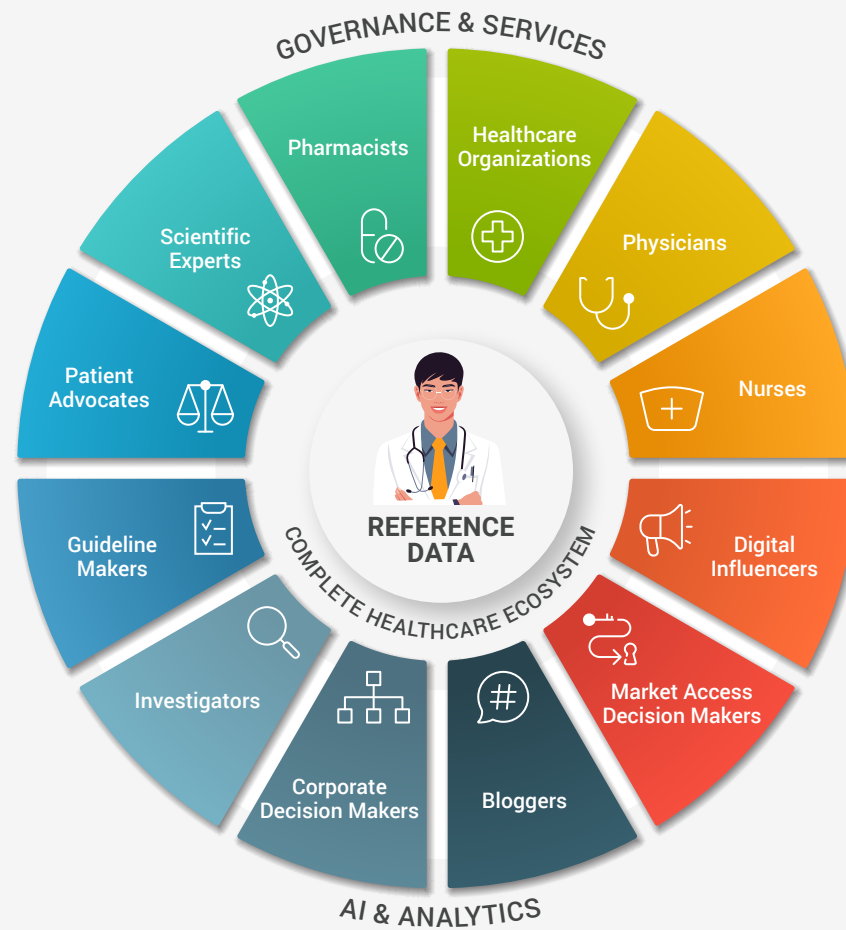 GOVERNANCE & SERVICES
Pharmacists
Healthcare
Organizations
Physicians
Nurses
Digital
Influencers
Market Access
Decision Makers
#
Bloggers
Corporate
Decision Makers
Investigators
Guideline
Makers
Patient
Advocates
Scientific
Experts
REFERENCE
DATA
COMPLETE HEALTHCARE ECOSYSTEM
AI & ANALYTICS